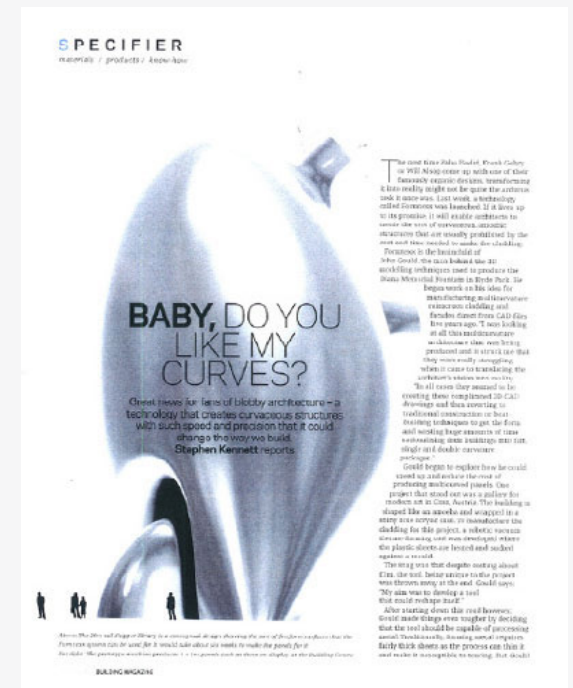 SPECIFIER
materials / products / know-how
BABY, DO YOU
LIKE MY
CURVES?
Great news for fans of blobby architecture – a
technology that creates curvaceous structures
with such speed and precision that it could
change the way we build.
Stephen Kennett reports
The next time Zaha Hadid, Frank Gehry
or Will Alsop come up with one of their
famously organic designs, transforming
it into reality might not be quite the arduous
task it once was. Last week, a technology
called Formtexx was launched. If it lives up
to its promise, it will enable architects to
create the sort of curvaceous,
structures that are usually prohibited by the
cost and time needed to make the cladding.
Formtexx is the brainchild of
John Gould, the man behind the 3D
modelling techniques used to produce the
Diana Memorial Fountain in Hyde Park. He
began work on his idea for
manufacturing multicurvature
cladding and
facades direct from CAD files
five years ago. "I was looking
at all this multicurvature
architecture that was being
produced and it struck me that
they were really struggling
when it came to translating the
architect's vision into reality.
"In all cases they seemed to be
creating these complicated 3D CAD
drawings and then reverting to
traditional construction or boat-
building techniques to get the form
and wasting huge amounts of time
rationalising buildings into flat,
single and double curvature
packages."
Gould began to explore how he could
speed up and reduce the cost of
producing multicurved panels. One
project that stood out was a gallery for
modern art in Graz, Austria. The building is
shaped like an amoeba and wrapped in a
shiny blue acrylic skin. To manufacture the
cladding for this project, a robotic vacuum
forming tool was developed where
the plastic sheets are heated and sucked
against a mould.
The snag was that despite costing about
the tool, being unique to the project
was thrown away at the end. Gould says:
"My aim was to develop a tool
that could reshape itself."
After starting down this road however,
Gould made things even tougher by deciding
that the tool should be capable of processing
metal. Traditionally, forming metal requires
fairly thick sheets as the process can thin it
and make it susceptible to tearing. But Gould
BUILDING MAGAZINE